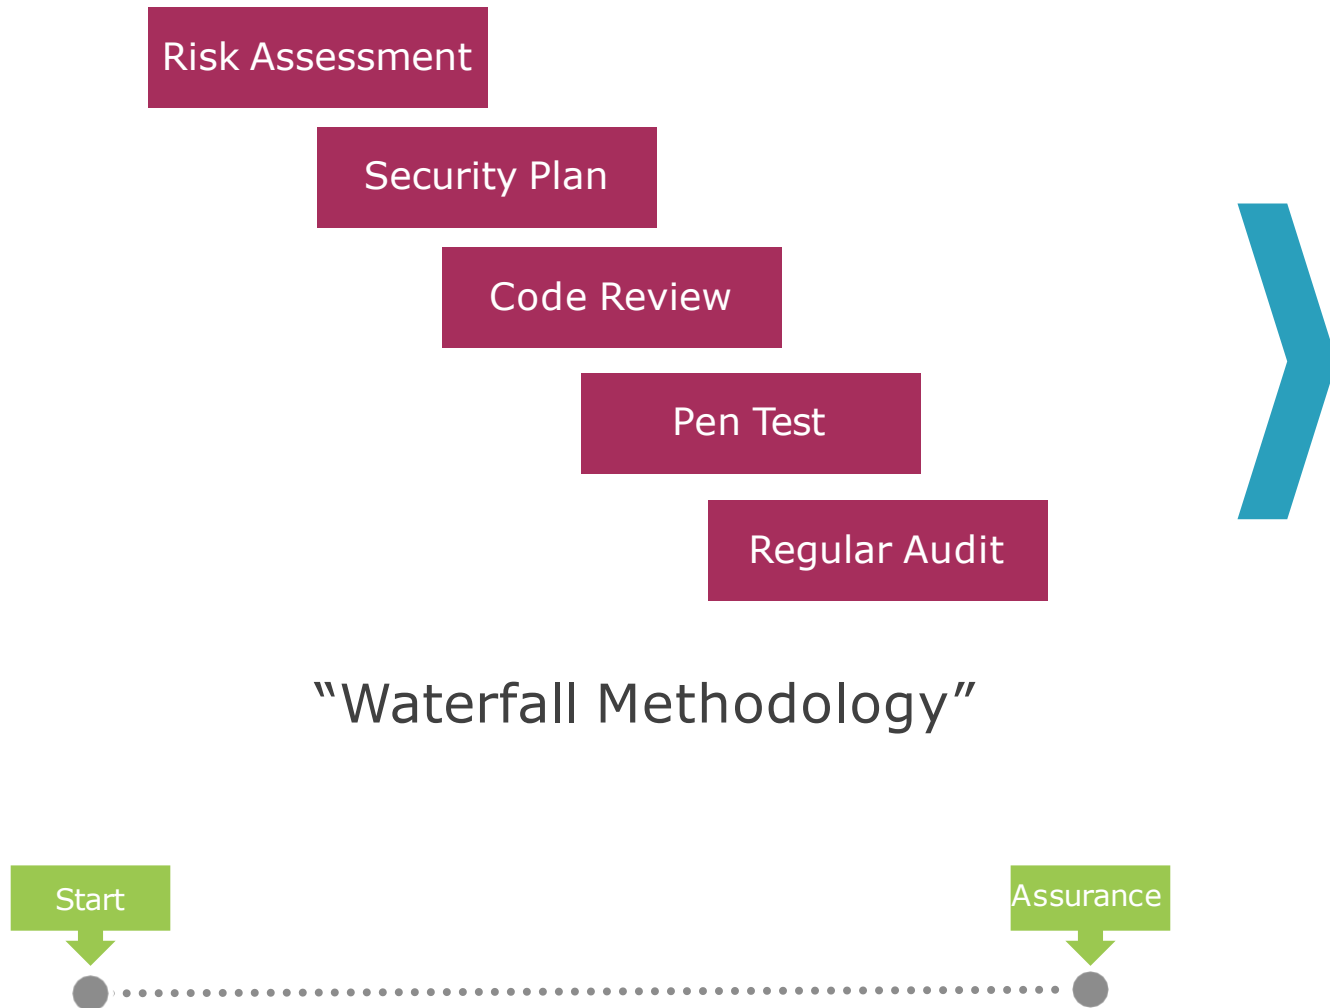 Risk Assessment
Security Plan
Code Review
Pen Test
Regular Audit
“Waterfall Methodology”
Start
Assurance